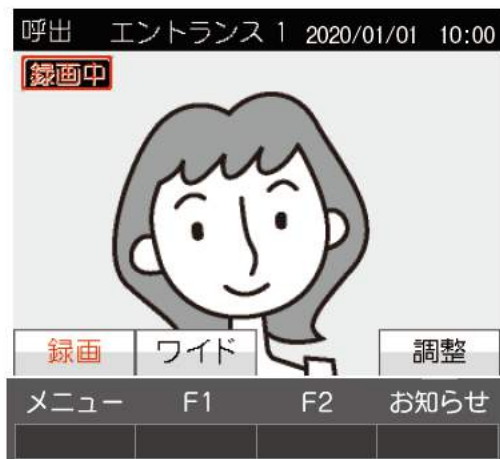 呼出 エントランス 1 2020/01/01 10:00
録画中
録画 ワイド 調整
メニュー F1 F2 お知らせ